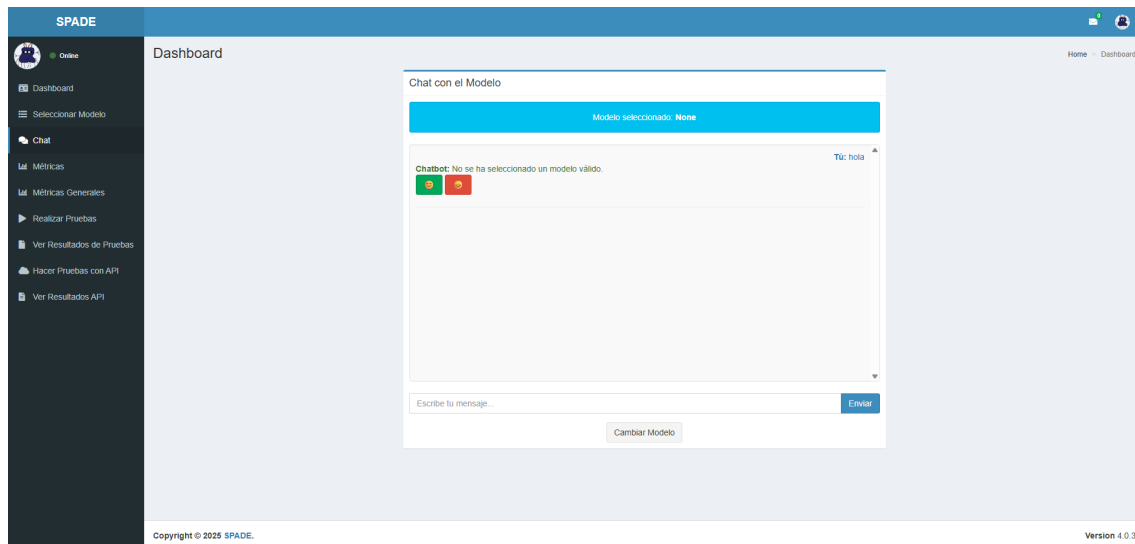 SPADE
0
Online
Dashboard
Seleccionar Modelo
Chat
Métricas
Métricas Generales
Realizar Pruebas
Ver Resultados de Pruebas
Hacer Pruebas con API
Ver Resultados API
Dashboard
Home > Dashboard
Chat con el Modelo
Modelo seleccionado: None
Tú: hola
Chatbot: No se ha seleccionado un modelo válido.
Escribe tu mensaje...
Enviar
Cambiar Modelo
Copyright © 2025 SPADE.
Version 4.0.3